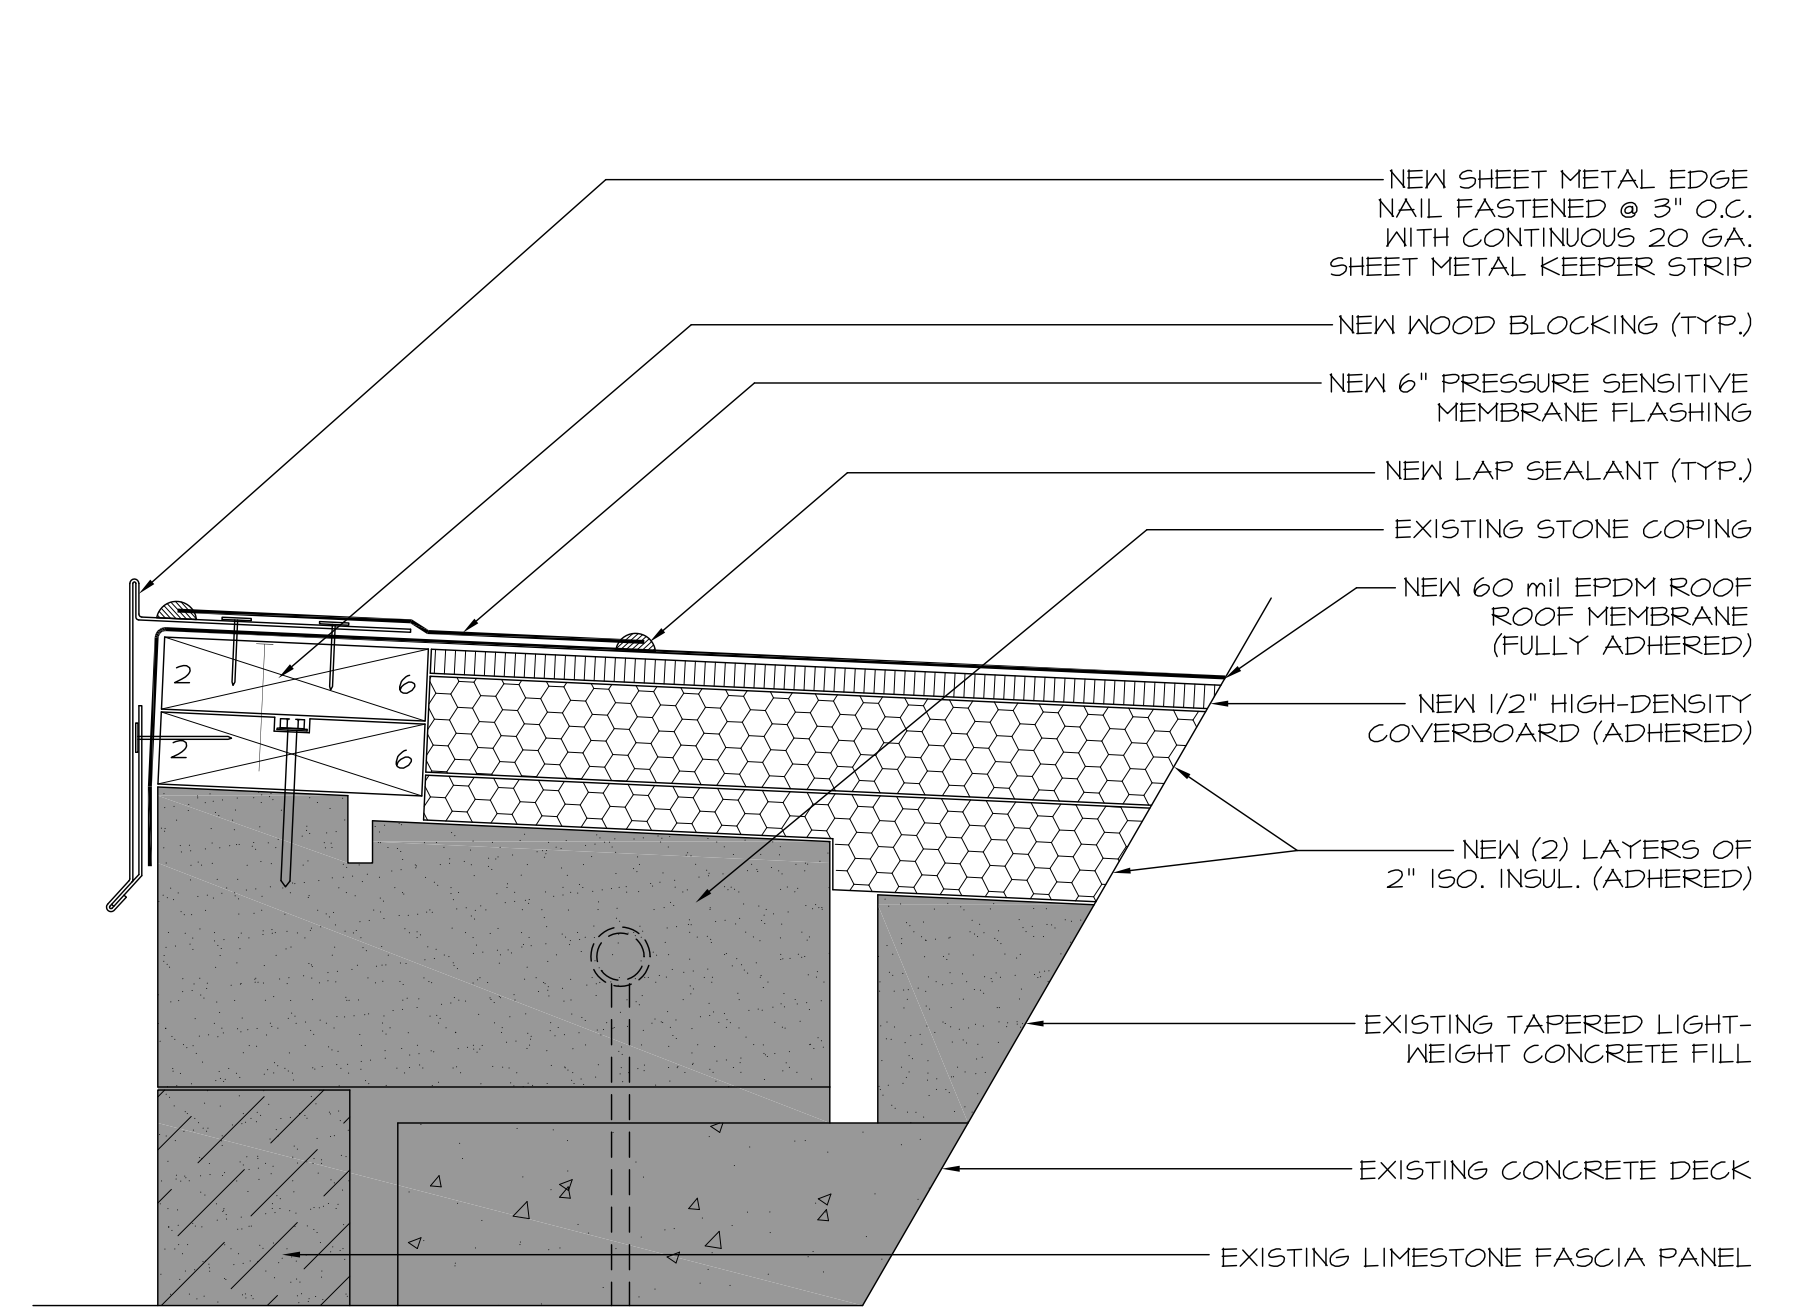 NEW SHEET METAL EDGE
NAIL FASTENED @ 3" O.C.
WITH CONTINUOUS 20 GA.
SHEET METAL KEEPER STRIP
NEW WOOD BLOCKING (TYP.)
NEW 6" PRESSURE SENSITIVE
MEMBRANE FLASHING
NEW LAP SEALANT (TYP.)
EXISTING STONE COPING
NEW 60 mil EPDM ROOF
ROOF MEMBRANE
(FULLY ADHERED)
2 6
NEW 1/2" HIGH-DENSITY
COVERBOARD (ADHERED)
2 6
NEW (2) LAYERS OF
2" ISO. INSUL. (ADHERED)
EXISTING TAPERED LIGHT-
WEIGHT CONCRETE FILL
EXISTING CONCRETE DECK
EXISTING LIMESTONE FASCIA PANEL